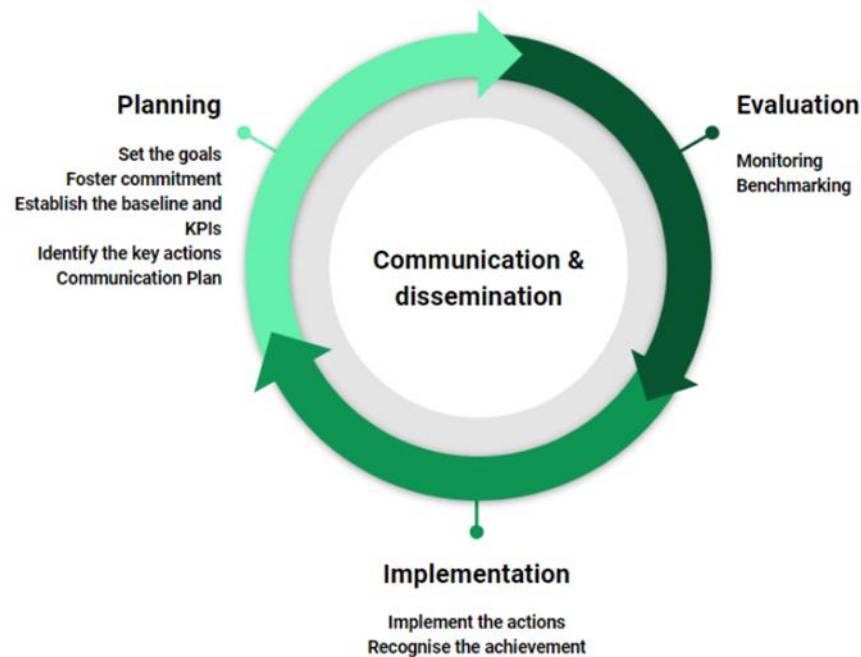 Planning
Set the goals
Foster commitment
Establish the baseline and
KPIs
Identify the key actions
Communication Plan
Evaluation
Monitoring
Benchmarking
Communication &
dissemination
Implementation
Implement the actions
Recognise the achievement